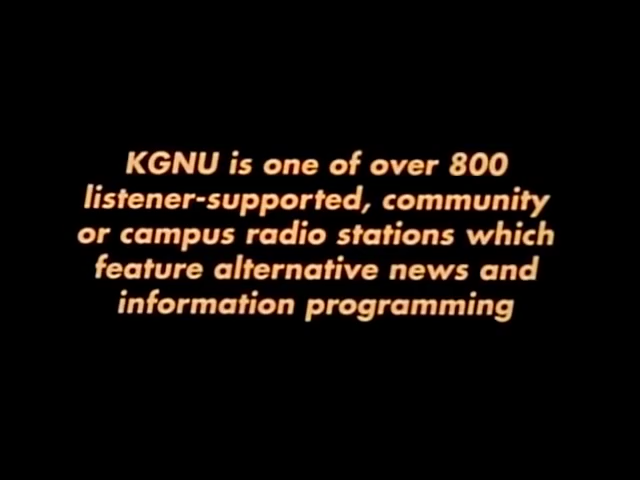 KGNU is one of over 800
listener-supported, community
or campus radio stations which
feature alternative news and
information programming